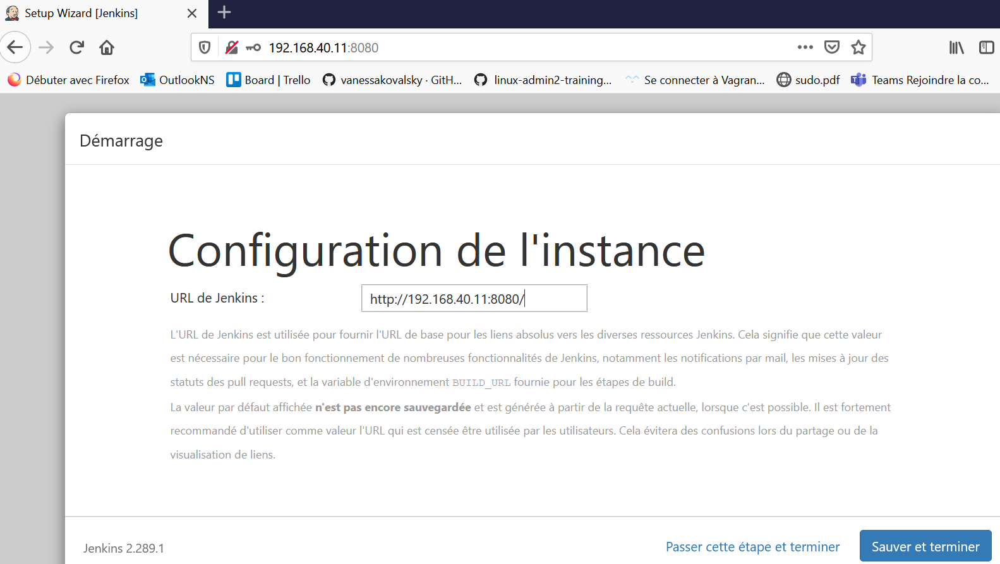 Setup Wizard [Jenkins]
192.168.40.11:8080
Débuter avec Firefox OutlookNS Board | Trello vanessakovalsky · GitH... linux-admin2-training... Se connecter à Vagran... sudo.pdf Teams Rejoindre la co...
Démarrage
Configuration de l'instance
URL de Jenkins : http://192.168.40.11:8080/
L'URL de Jenkins est utilisée pour fournir l'URL de base pour les liens absolus vers les diverses ressources Jenkins. Cela signifie que cette valeur
est nécessaire pour le bon fonctionnement de nombreuses fonctionnalités de Jenkins, notamment les notifications par mail, les mises à jour des
statuts des pull requests, et la variable d'environnement BUILD_URL fournie pour les étapes de build.
La valeur par défaut affichée n'est pas encore sauvegardée et est générée à partir de la requête actuelle, lorsque c'est possible. Il est fortement
recommandé d'utiliser comme valeur l'URL qui est censée être utilisée par les utilisateurs. Cela évitera des confusions lors du partage ou de la
visualisation de liens.
Jenkins 2.289.1 Passer cette étape et terminer Sauver et terminer